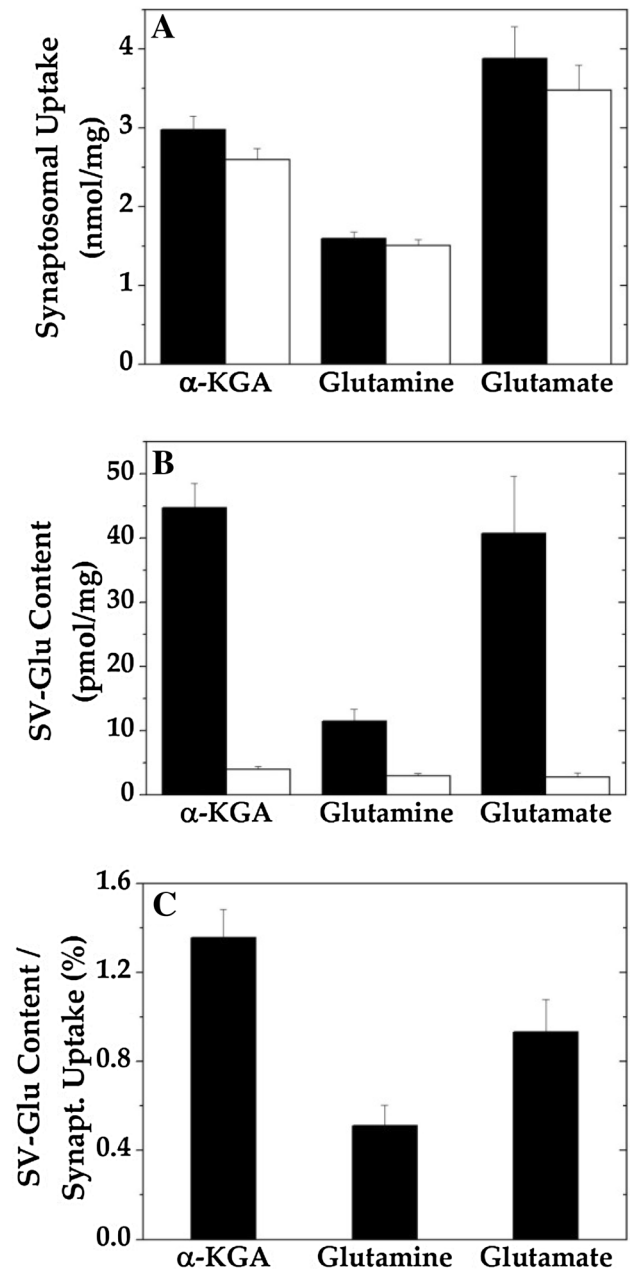 A
Synaptosomal Uptake
(nmol/mg)
4
3
2
1
0
α-KGA Glutamine Glutamate
B
SV-Glu Content
(pmol/mg)
50
40
30
20
10
0
α-KGA Glutamine Glutamate
C
SV-Glu Content /
Synapt. Uptake (%)
1.6
1.2
0.8
0.4
0.0
α-KGA Glutamine Glutamate